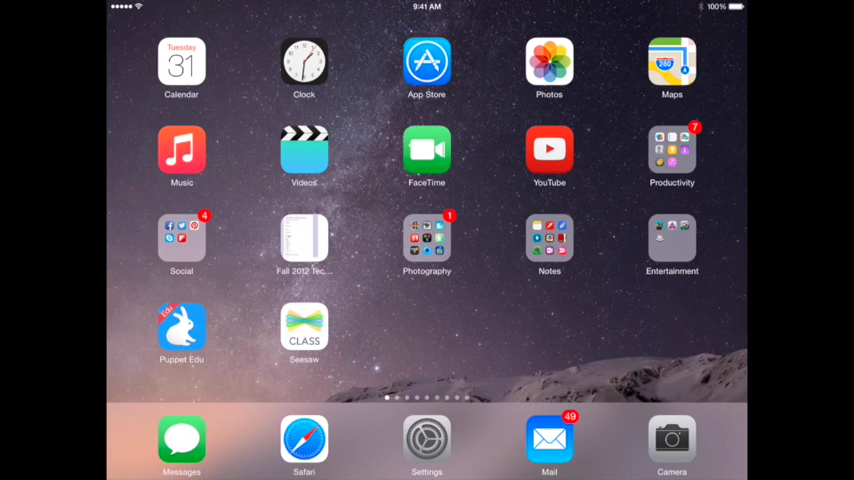 9:41 AM 100%
Tuesday
31 280
Calendar Clock App Store Photos Maps
7
Music Videos FaceTime YouTube Productivity
4 1
Social Fall 2012 Tec... Photography Notes Entertainment
Edu
CLASS
Puppet Edu Seesaw
49
Messages Safari Settings Mail Camera